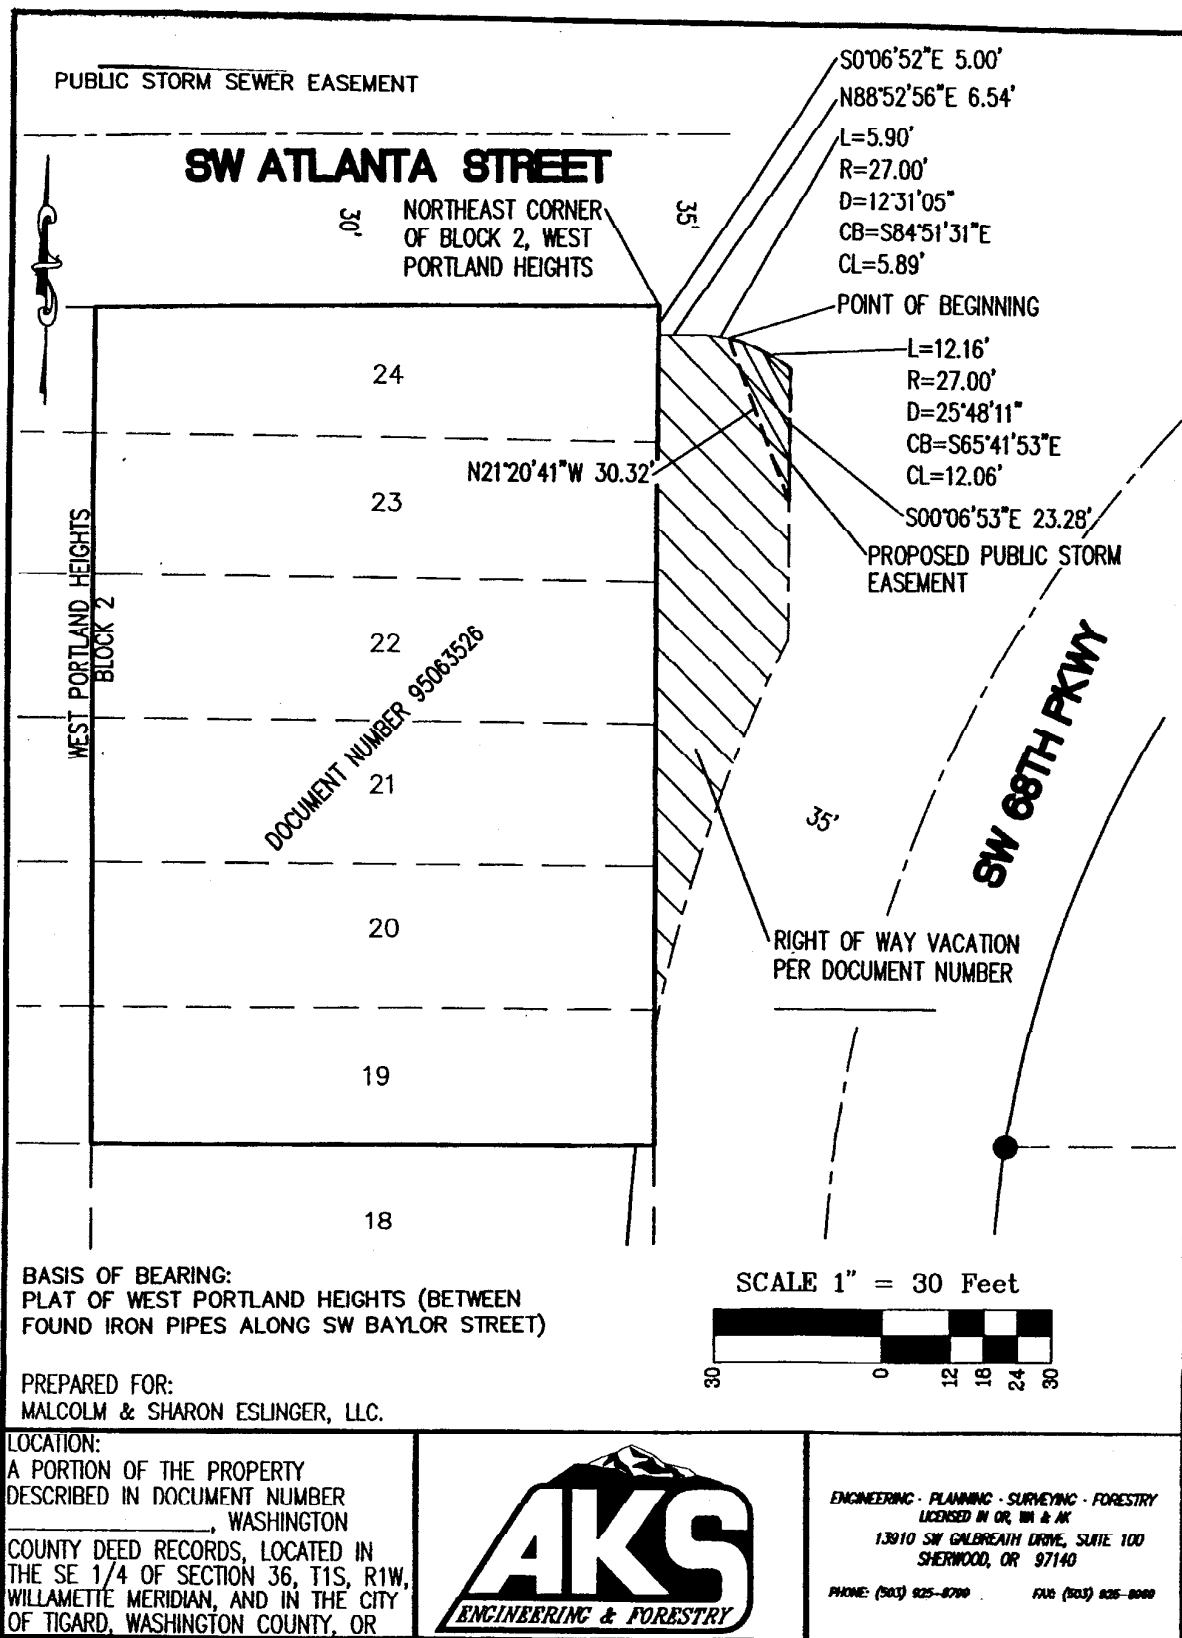 PUBLIC STORM SEWER EASEMENT
SW ATLANTA STREET
30'
35'
NORTHEAST CORNER
OF BLOCK 2, WEST
PORTLAND HEIGHTS
S0°06'52"E 5.00'
N88°52'56"E 6.54'
L=5.90'
R=27.00'
D=12°31'05"
CB=S84°51'31"E
CL=5.89'
POINT OF BEGINNING
L=12.16'
R=27.00'
D=25°48'11"
CB=S65°41'53"E
CL=12.06'
S00°06'53"E 23.28'
PROPOSED PUBLIC STORM
EASEMENT
N21°20'41"W 30.32'
24
23
22
21
20
19
18
WEST PORTLAND HEIGHTS
BLOCK 2
DOCUMENT NUMBER 95063526
35'
SW 68TH PKWY
RIGHT OF WAY VACATION
PER DOCUMENT NUMBER
BASIS OF BEARING:
PLAT OF WEST PORTLAND HEIGHTS (BETWEEN
FOUND IRON PIPES ALONG SW BAYLOR STREET)
SCALE 1" = 30 Feet
30 0 12 18 24 30
PREPARED FOR:
MALCOLM & SHARON ESLINGER, LLC.
LOCATION:
A PORTION OF THE PROPERTY
DESCRIBED IN DOCUMENT NUMBER
, WASHINGTON
COUNTY DEED RECORDS, LOCATED IN
THE SE 1/4 OF SECTION 36, T1S, R1W,
WILLAMETTE MERIDIAN, AND IN THE CITY
OF TIGARD, WASHINGTON COUNTY, OR
AKS
ENGINEERING & FORESTRY
ENGINEERING · PLANNING · SURVEYING · FORESTRY
LICENSED IN OR, WA & AK
13910 SW GALBREATH DRIVE, SUITE 100
SHERWOOD, OR 97140
PHONE: (503) 925-8799
FAX: (503) 925-8969